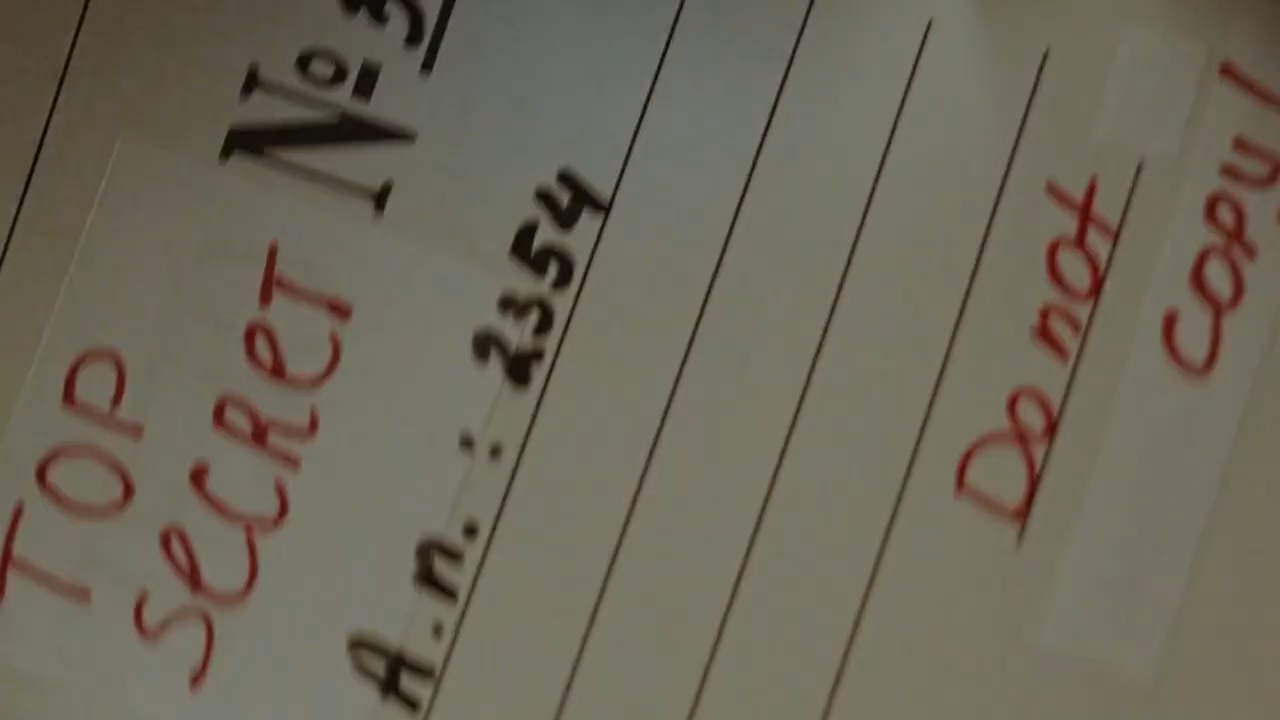 №
TOP
SECRET
A.n.: 2354
Do not
COPY!